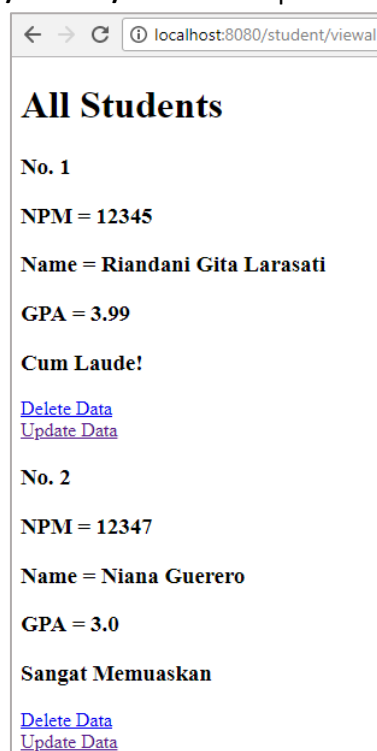 localhost:8080/student/viewal
All Students
No. 1
NPM = 12345
Name = Riandani Gita Larasati
GPA = 3.99
Cum Laude!
Delete Data
Update Data
No. 2
NPM = 12347
Name = Niana Guerero
GPA = 3.0
Sangat Memuaskan
Delete Data
Update Data